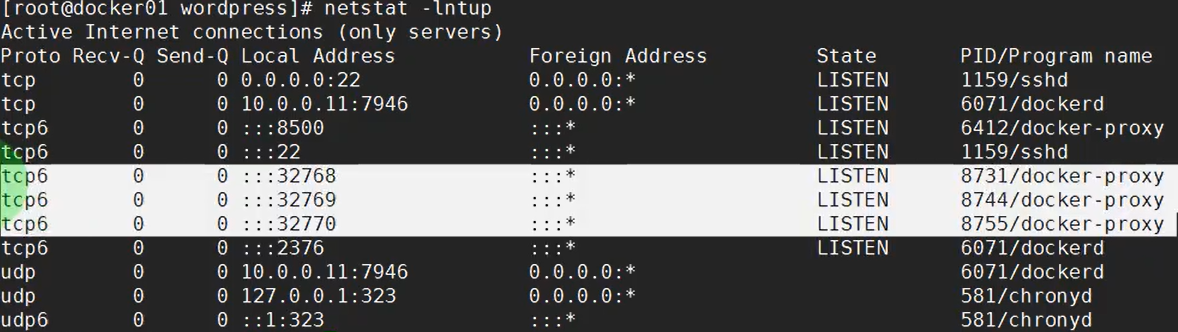 [root@docker01 wordpress]# netstat -lntup
Active Internet connections (only servers)
Proto Recv-Q Send-Q Local Address           Foreign Address         State       PID/Program name
tcp        0      0 0.0.0.0:22              0.0.0.0:*               LISTEN      1159/sshd
tcp        0      0 10.0.0.11:7946          0.0.0.0:*               LISTEN      6071/dockerd
tcp6       0      0 :::8500                 :::*                    LISTEN      6412/docker-proxy
tcp6       0      0 :::22                   :::*                    LISTEN      1159/sshd
tcp6       0      0 :::32768                :::*                    LISTEN      8731/docker-proxy
tcp6       0      0 :::32769                :::*                    LISTEN      8744/docker-proxy
tcp6       0      0 :::32770                :::*                    LISTEN      8755/docker-proxy
tcp6       0      0 :::2376                 :::*                    LISTEN      6071/dockerd
udp        0      0 10.0.0.11:7946          0.0.0.0:*                           6071/dockerd
udp        0      0 127.0.0.1:323           0.0.0.0:*                           581/chronyd
udp6       0      0 ::1:323                 :::*                                581/chronyd